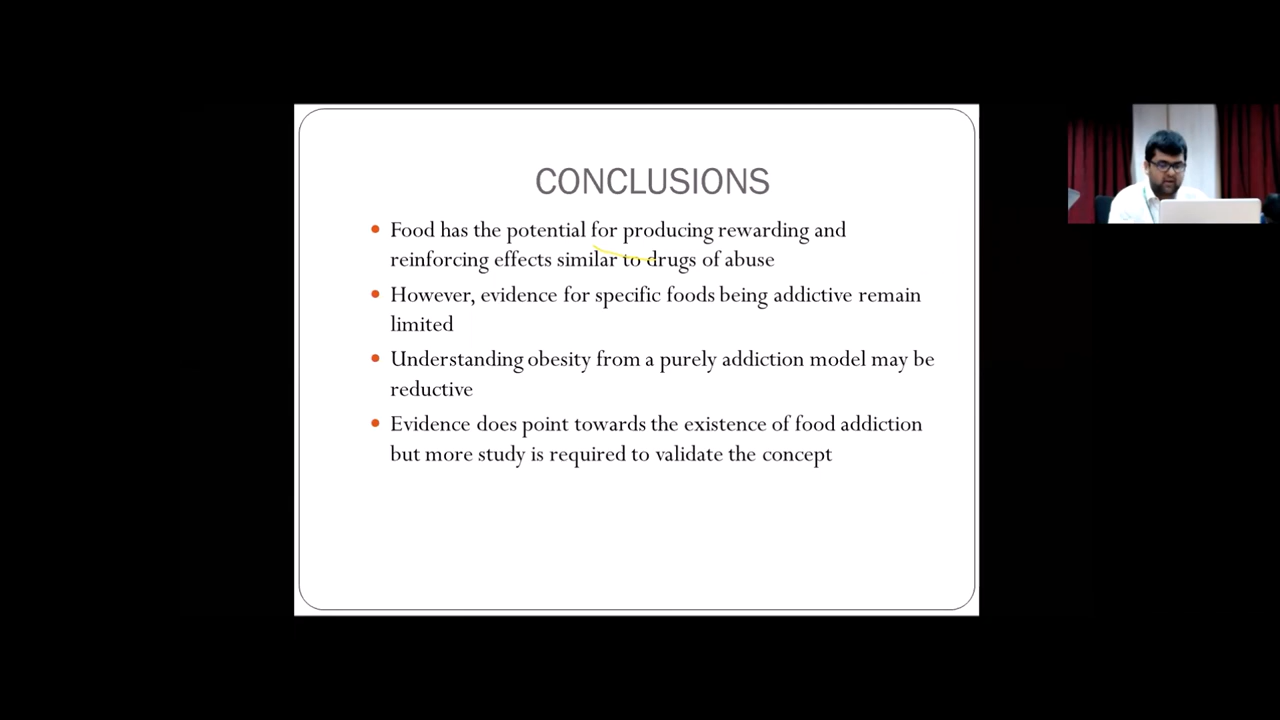 CONCLUSIONS
• Food has the potential for producing rewarding and
reinforcing effects similar to drugs of abuse
• However, evidence for specific foods being addictive remain
limited
• Understanding obesity from a purely addiction model may be
reductive
• Evidence does point towards the existence of food addiction
but more study is required to validate the concept